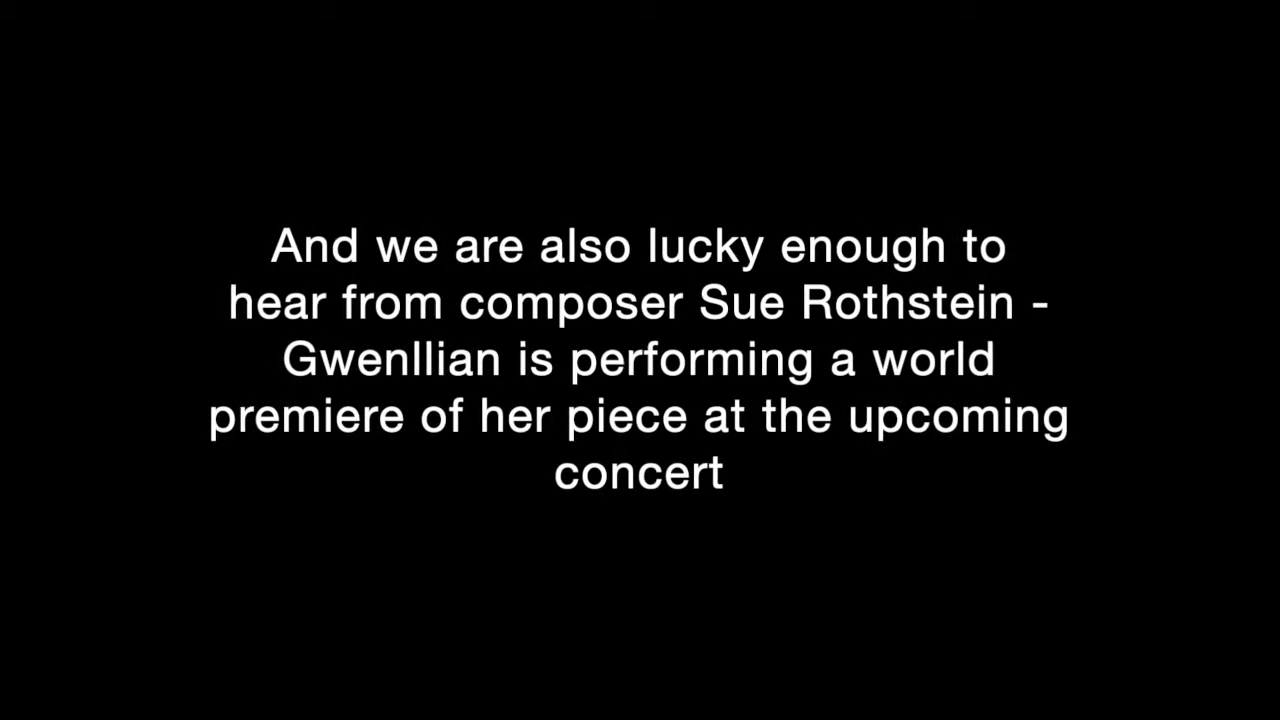 And we are also lucky enough to
hear from composer Sue Rothstein -
Gwenllian is performing a world
premiere of her piece at the upcoming
concert